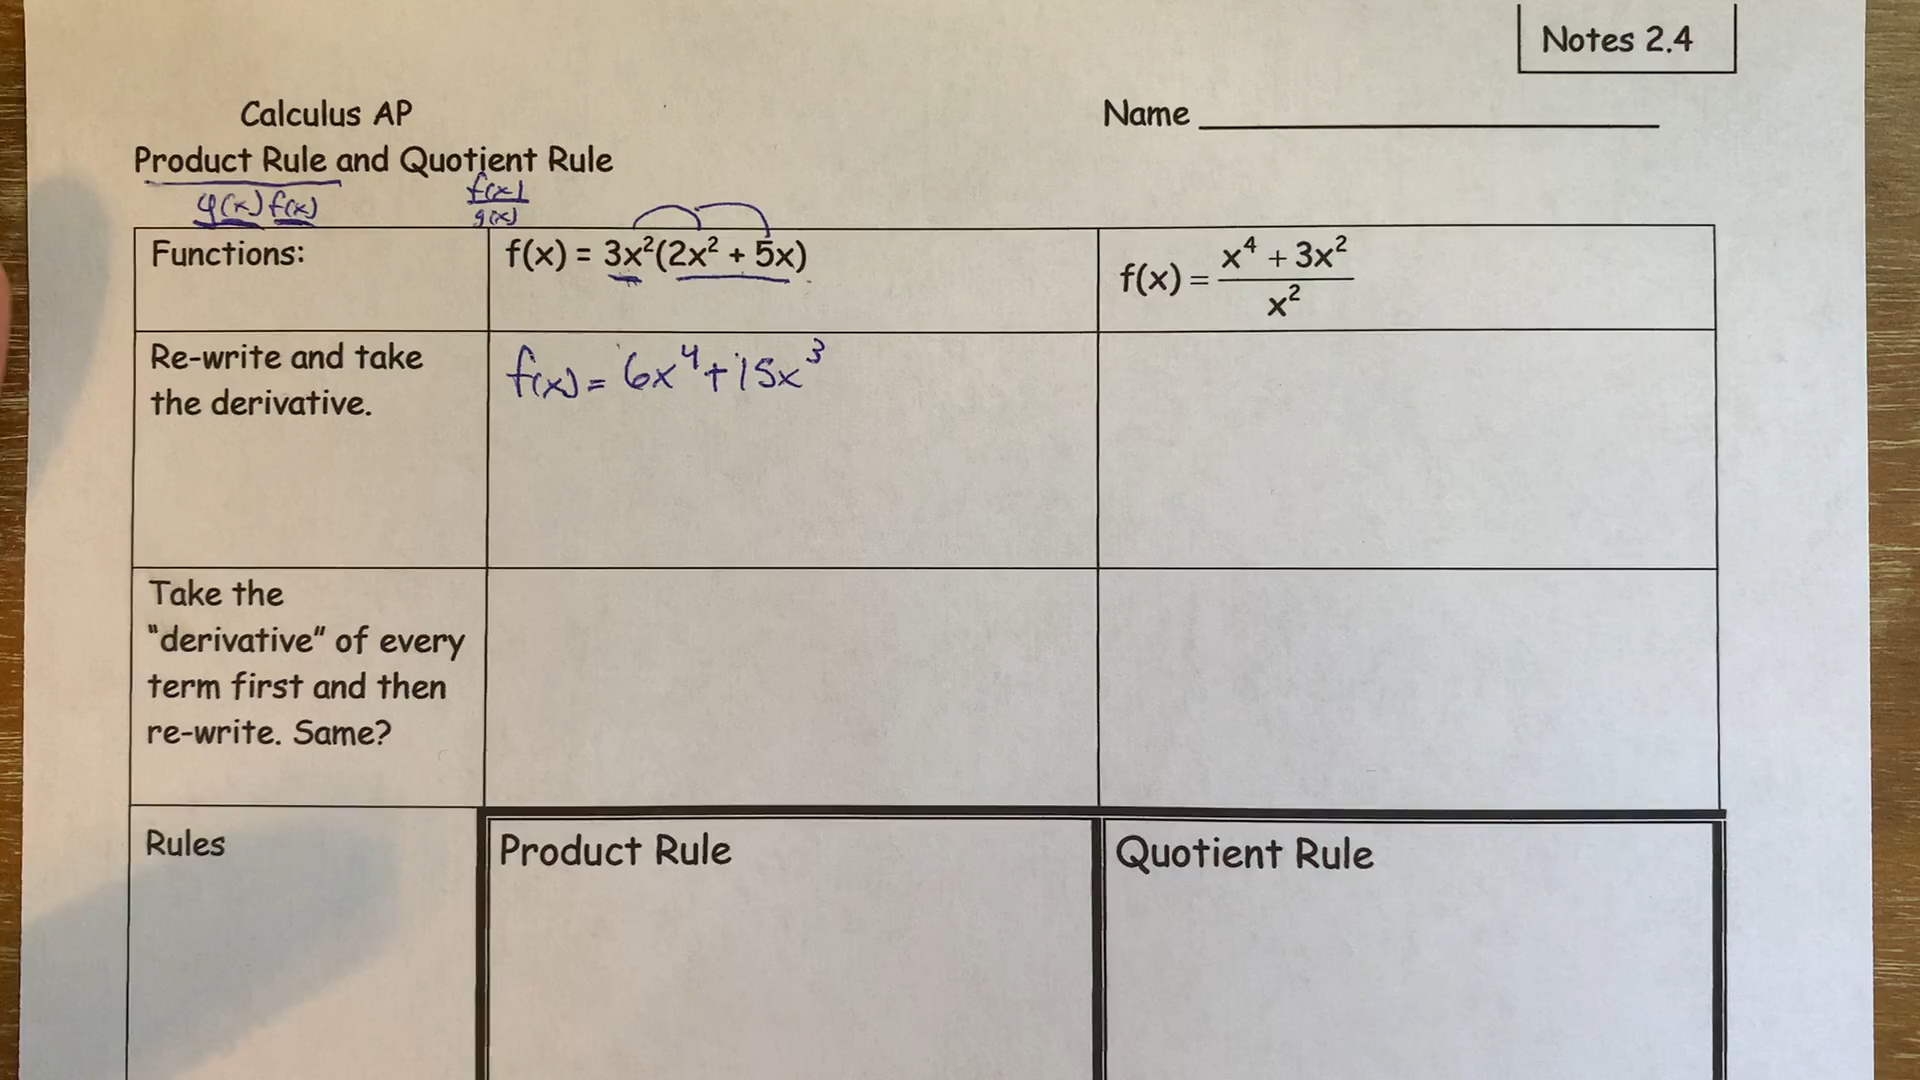 Notes 2.4
Calculus AP
Name
Product Rule and Quotient Rule
g(x) f(x)
f(x)/g(x)
Functions:
f(x) = 3x²(2x² + 5x)
f(x) = (x⁴ + 3x²)/x²
Re-write and take
the derivative.
f(x) = 6x⁴ + 15x³
Take the
"derivative" of every
term first and then
re-write. Same?
Rules
Product Rule
Quotient Rule